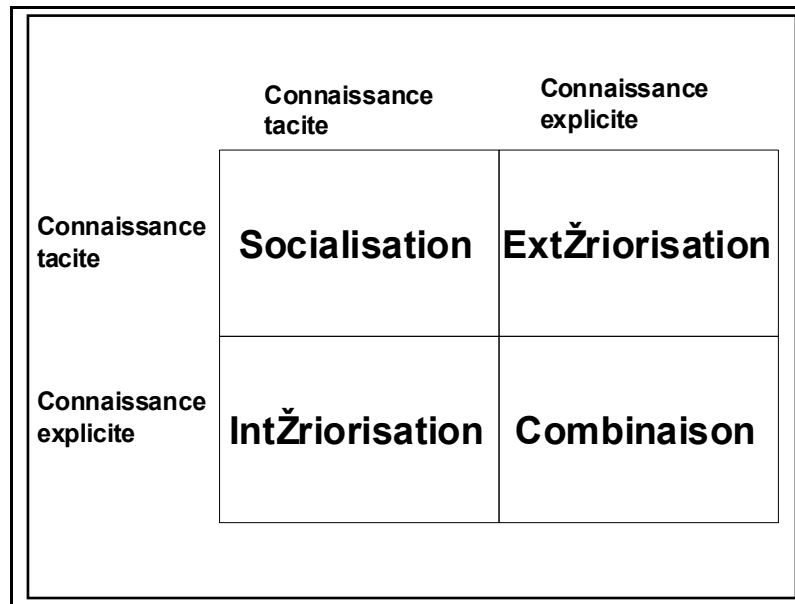 Connaissance
tacite
Connaissance
explicite
Connaissance
tacite
Socialisation
ExtŽriorisation
Connaissance
explicite
IntŽriorisation
Combinaison